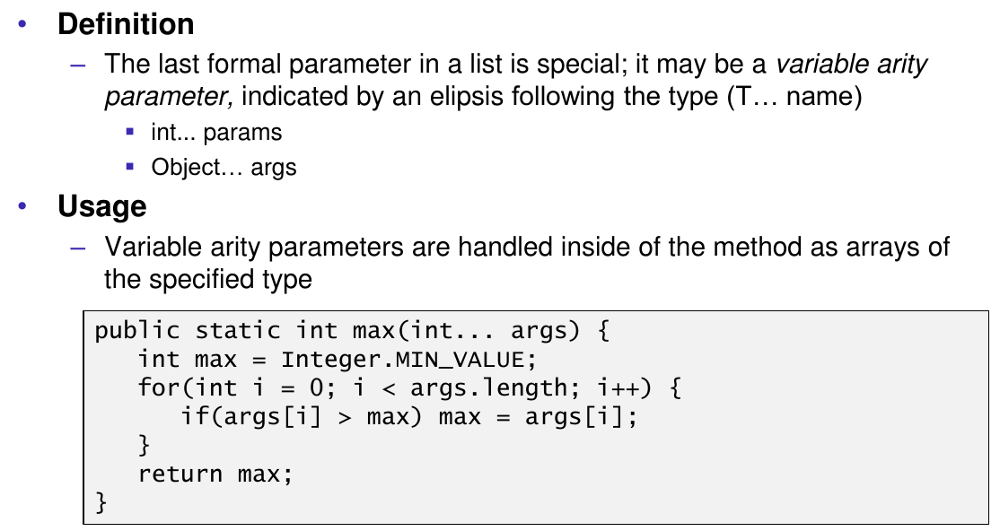 • Definition
– The last formal parameter in a list is special; it may be a variable arity
parameter, indicated by an elipsis following the type (T… name)
▪ int... params
▪ Object… args
• Usage
– Variable arity parameters are handled inside of the method as arrays of
the specified type
public static int max(int... args) {
   int max = Integer.MIN_VALUE;
   for(int i = 0; i < args.length; i++) {
      if(args[i] > max) max = args[i];
   }
   return max;
}